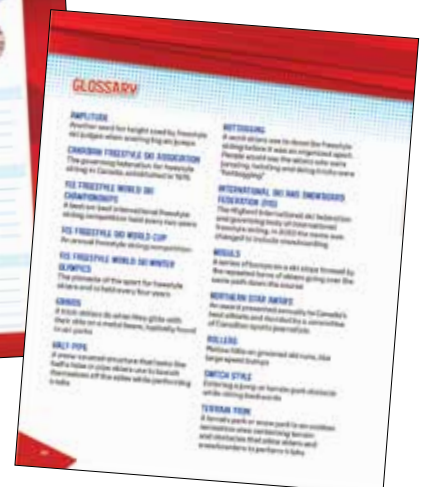 GLOSSARY
AMPLITUDE
Another word for height used by freestyle
ski judges when scoring big air jumps
CANADIAN FREESTYLE SKI ASSOCIATION
The governing federation for freestyle
skiing in Canada, established in 1976
FIS FREESTYLE WORLD SKI
CHAMPIONSHIPS
A best on best international freestyle
skiing competition held every two years
FIS FREESTYLE SKI WORLD CUP
An annual freestyle skiing competition
FIS FREESTYLE WORLD SKI WINTER
OLYMPICS
The pinnacle of the sport for freestyle
skiers and is held every four years
GRINDS
A trick skiers do when they glide with
their skis on a metal beam, typically found
in ski parks
HALF-PIPE
A snow-covered structure that looks like
half a tube or pipe skiers use to launch
themselves off the sides while performing
tricks
HOTDOGGING
A word skiers use to describe freestyle
skiing before it was an organized sport.
People would see the skiers who were
jumping, twisting and doing tricks were
"hotdogging"
INTERNATIONAL SKI AND SNOWBOARD
FEDERATION (FIS)
The highest international ski federation
and governing body of international
freestyle skiing, in the name was
changed to include snowboarding
MOGULS
A series of bumps on a ski slope formed by
the repeated turns of skiers going over the
same path down the course
NORTHERN STAR AWARD
An award presented annually to Canada's
best athlete and decided by a committee
of Canadian sports journalists
ROLLERS
Mellow hills on groomed ski runs, like
large speed bumps
SWITCH STYLE
Entering a jump or terrain park obstacle
while skiing backwards
TERRAIN PARK
A terrain park or snow park is an outdoor
recreation area containing terrain
and obstacles that allow skiers and
snowboarders to perform tricks